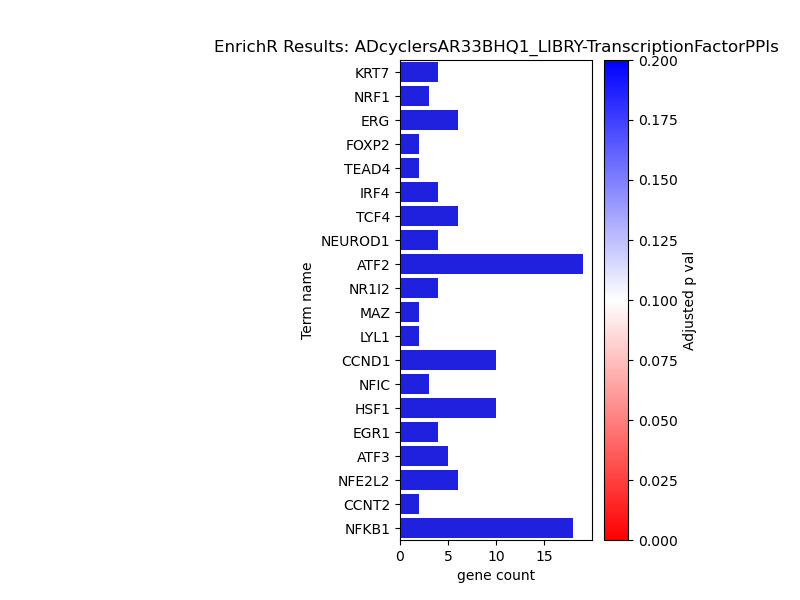 EnrichR Results: ADcyclersAR33BHQ1_LIBRY-TranscriptionFactorPPIs
KRT7
NRF1
ERG
FOXP2
TEAD4
IRF4
TCF4
NEUROD1
ATF2
NR1I2
MAZ
LYL1
CCND1
NFIC
HSF1
EGR1
ATF3
NFE2L2
CCNT2
NFKB1
Term name
0 5 10 15
gene count
0.200
0.175
0.150
0.125
0.100
0.075
0.050
0.025
0.000
Adjusted p val